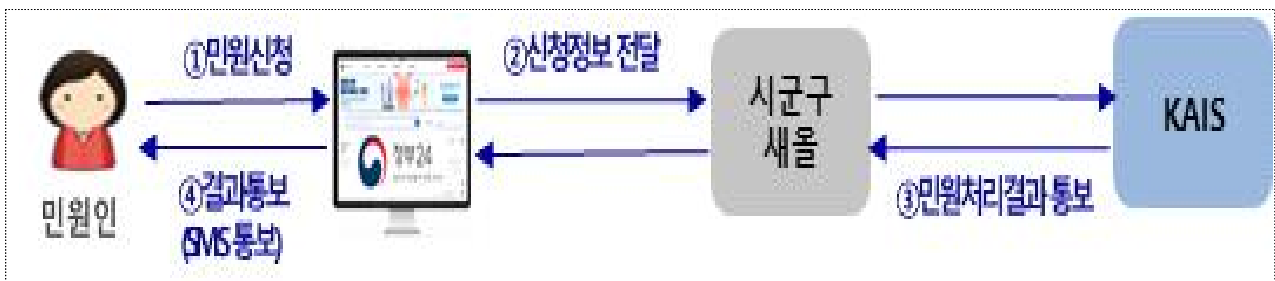 ①민원신청
②신청정보 전달
시군구
새올
KAIS
정부24
③민원처리결과 통보
④결과통보
(SMS 통보)
민원인